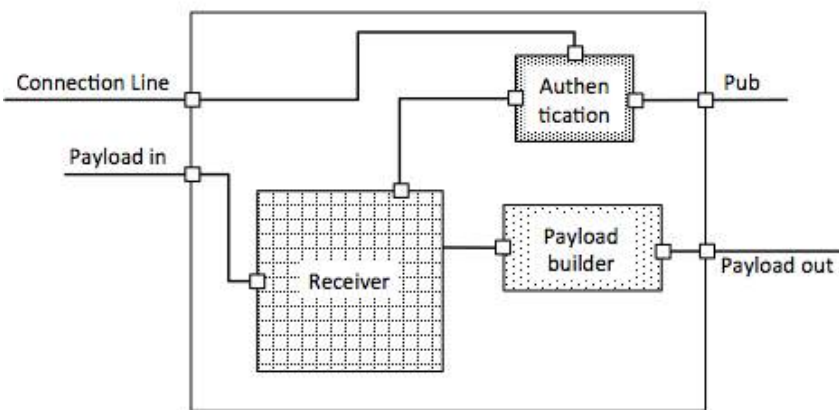 Connection Line
Authen
tication
Pub
Payload in
Receiver
Payload
builder
Payload out